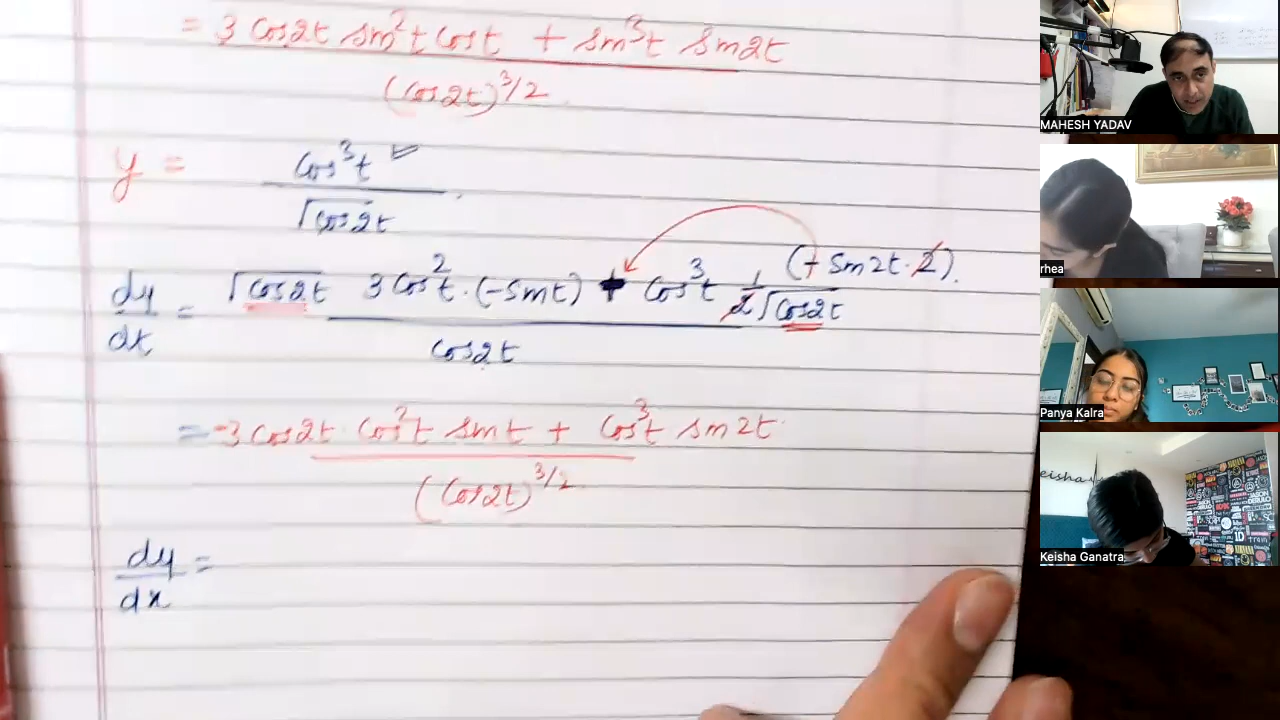 = 3 cos2t sin²t cost + sin³t sin2t
(cos2t)^3/2
y = cos³t
√cos2t
dy/dt = √cos2t 3cos²t·(-sint) + cos³t 1/2√cos2t (+sin2t·2).
cos2t
= -3cos2t·cos²t sint + cos³t sin2t
(cos2t)^3/2
dy/dx =
MAHESH YADAV
rhea
Panya Kalra
eisha
Keisha Ganatra